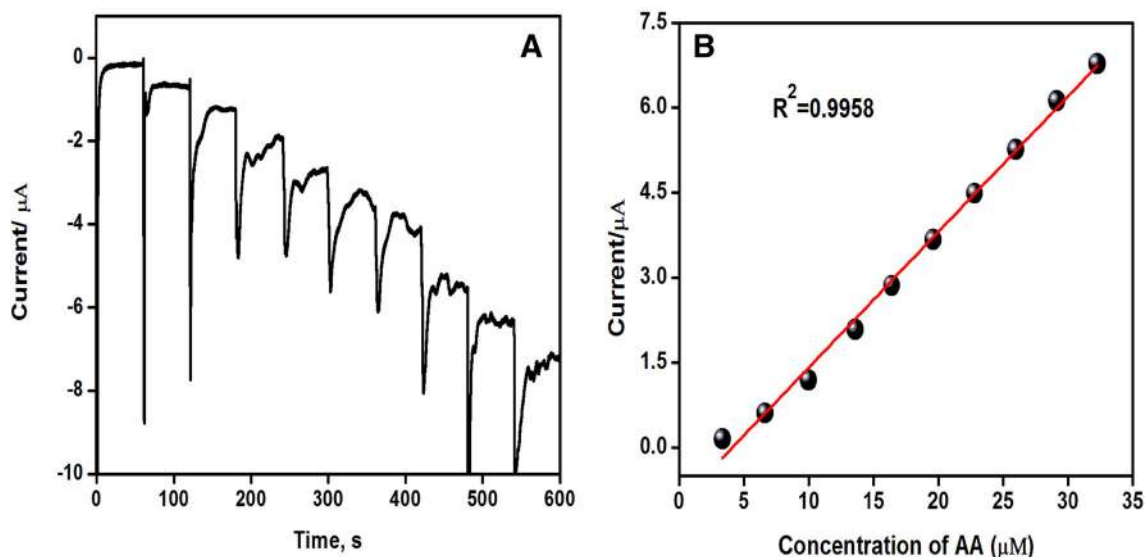 A
0
-2
-4
-6
-8
-10
Current/ μA
0 100 200 300 400 500 600
Time, s
B
R²=0.9958
7.5
6.0
4.5
3.0
1.5
0.0
Current/μA
0 5 10 15 20 25 30 35
Concentration of AA (μM)